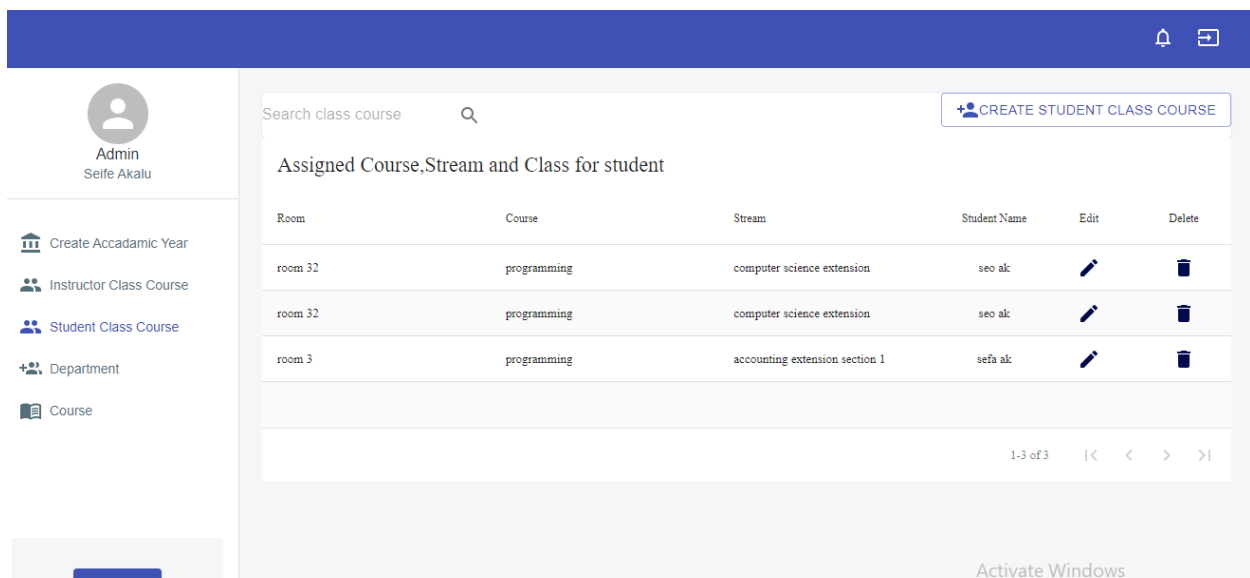 Admin
Seife Akalu
Create Accadamic Year
Instructor Class Course
Student Class Course
Department
Course
Search class course
CREATE STUDENT CLASS COURSE
Assigned Course,Stream and Class for student
Room Course Stream Student Name Edit Delete
room 32 programming computer science extension seo ak
room 32 programming computer science extension seo ak
room 3 programming accounting extension section 1 sefa ak
1-3 of 3
Activate Windows